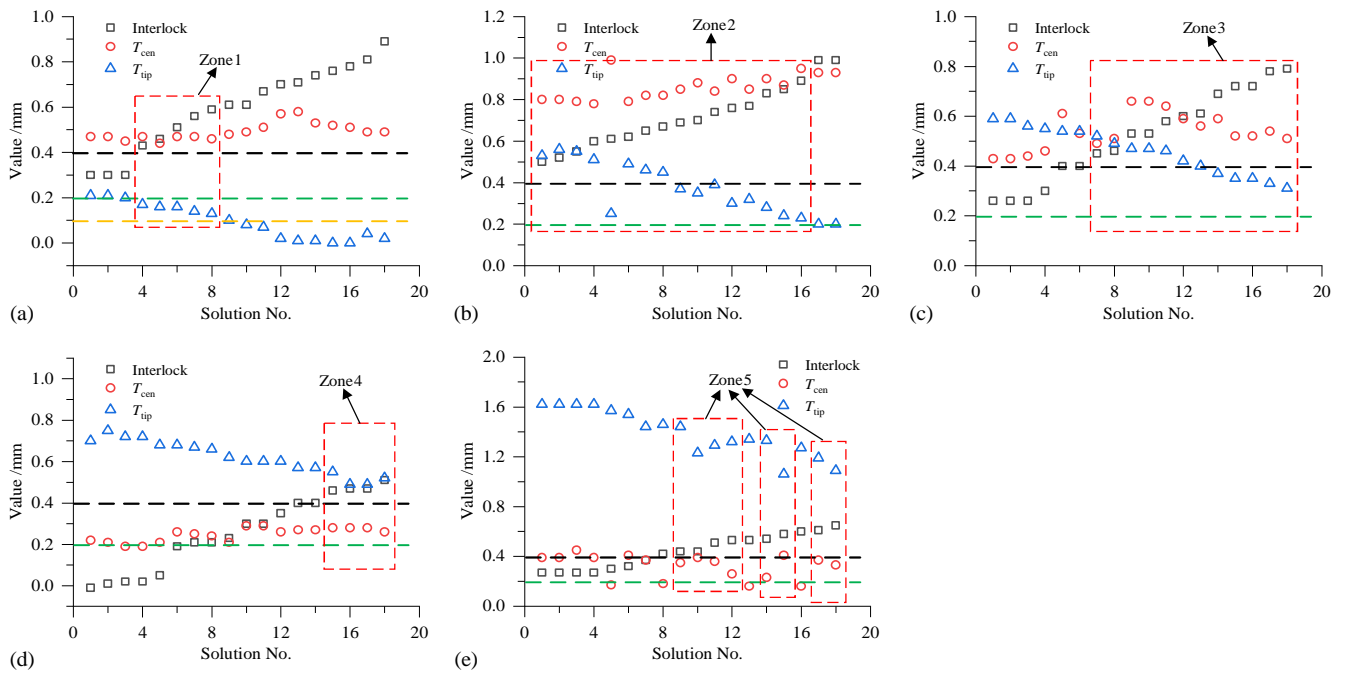 1.0
0.8
0.6
0.4
0.2
0.0
Value /mm
Interlock
T_cen
T_tip
Zone1
0 4 8 12 16 20
Solution No.
(a)
1.2
1.0
0.8
0.6
0.4
0.2
0.0
Value /mm
Interlock
T_cen
T_tip
Zone2
0 4 8 12 16 20
Solution No.
(b)
1.0
0.8
0.6
0.4
0.2
0.0
Value /mm
Interlock
T_cen
T_tip
Zone3
0 4 8 12 16 20
Solution No.
(c)
1.0
0.8
0.6
0.4
0.2
0.0
Value /mm
Interlock
T_cen
T_tip
Zone4
0 4 8 12 16 20
Solution No.
(d)
2.0
1.6
1.2
0.8
0.4
0.0
Value /mm
Interlock
T_cen
T_tip
Zone5
0 4 8 12 16 20
Solution No.
(e)